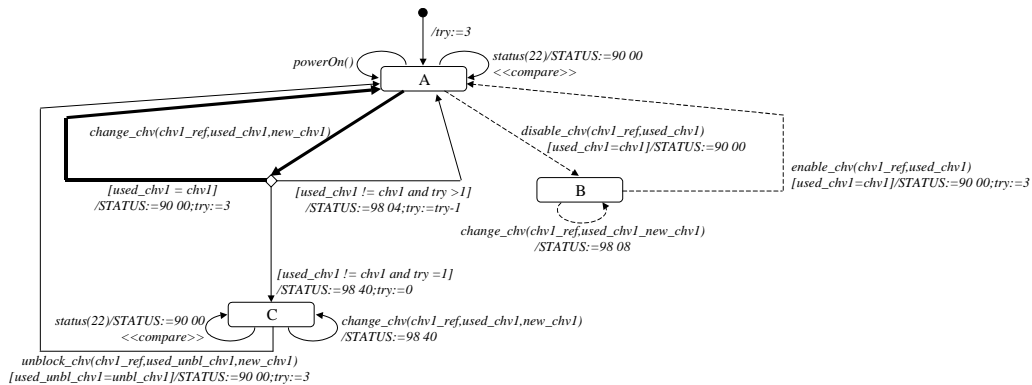 /try:=3
powerOn()
status(22)/STATUS:=90 00
<<compare>>
A
change_chv(chv1_ref,used_chv1,new_chv1)
disable_chv(chv1_ref,used_chv1)
[used_chv1=chv1]/STATUS:=90 00
enable_chv(chv1_ref,used_chv1)
[used_chv1=chv1]/STATUS:=90 00;try:=3
[used_chv1 = chv1]
/STATUS:=90 00;try:=3
[used_chv1 != chv1 and try >1]
/STATUS:=98 04;try:=try-1
B
change_chv(chv1_ref,used_chv1_new_chv1)
/STATUS:=98 08
[used_chv1 != chv1 and try =1]
/STATUS:=98 40;try:=0
C
status(22)/STATUS:=90 00
<<compare>>
change_chv(chv1_ref,used_chv1,new_chv1)
/STATUS:=98 40
unblock_chv(chv1_ref,used_unbl_chv1,new_chv1)
[used_unbl_chv1=unbl_chv1]/STATUS:=90 00;try:=3